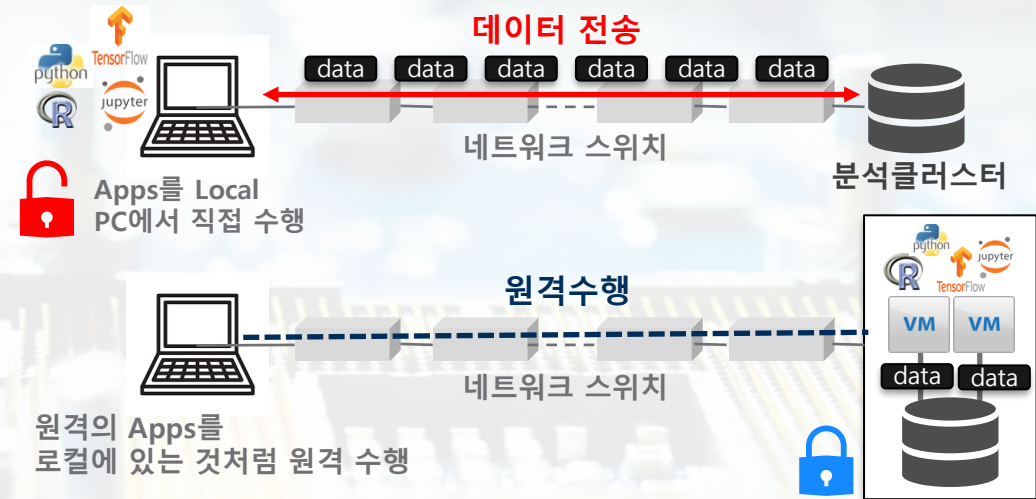 데이터 전송
TensorFlow
python
jupyter
R
data data data data data data
네트워크 스위치
분석클러스터
Apps를 Local
PC에서 직접 수행
python
jupyter
R
TensorFlow
원격수행
VM VM
네트워크 스위치
data data
원격의 Apps를
로컬에 있는 것처럼 원격 수행